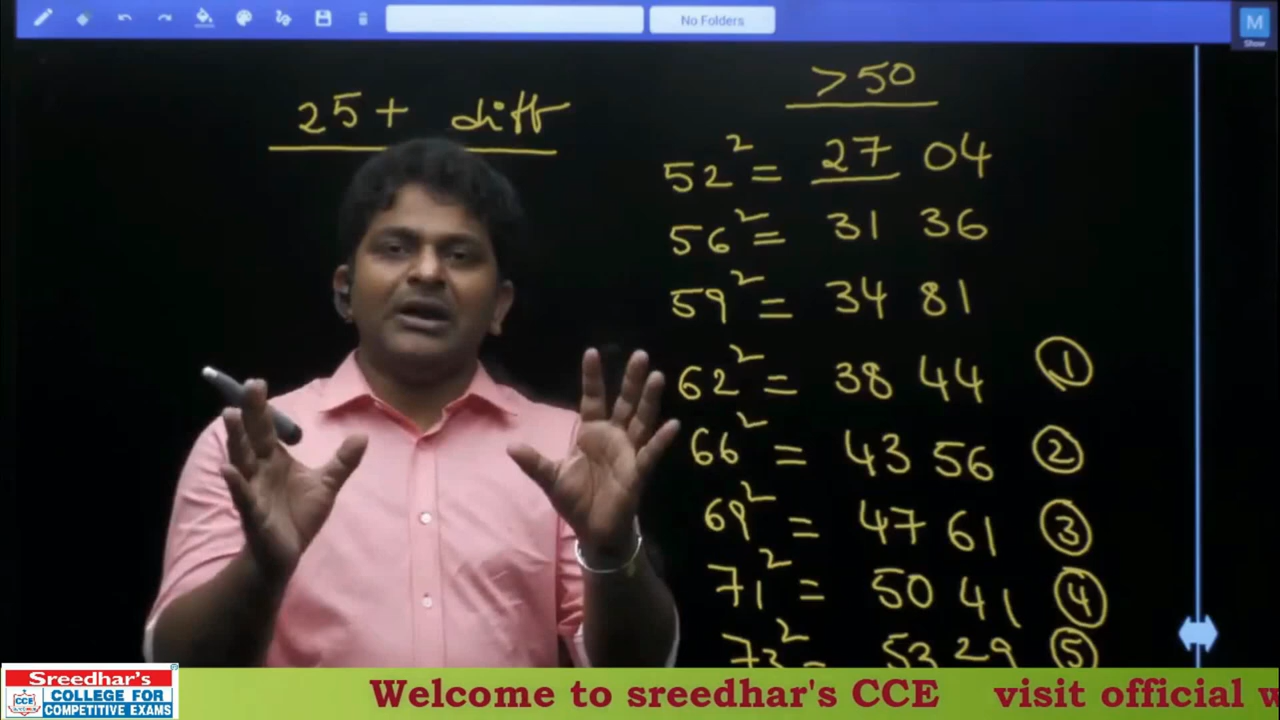 No Folders
M
Show
25+ diff
>50
52² = 27 04
56² = 31 36
59² = 34 81
62² = 38 44 ①
66² = 43 56 ②
69² = 47 61 ③
71² = 50 41 ④
73² = 53 29 ⑤
Sreedhar's
CCE
COLLEGE FOR
COMPETITIVE EXAMS
Welcome to sreedhar's CCE visit official w